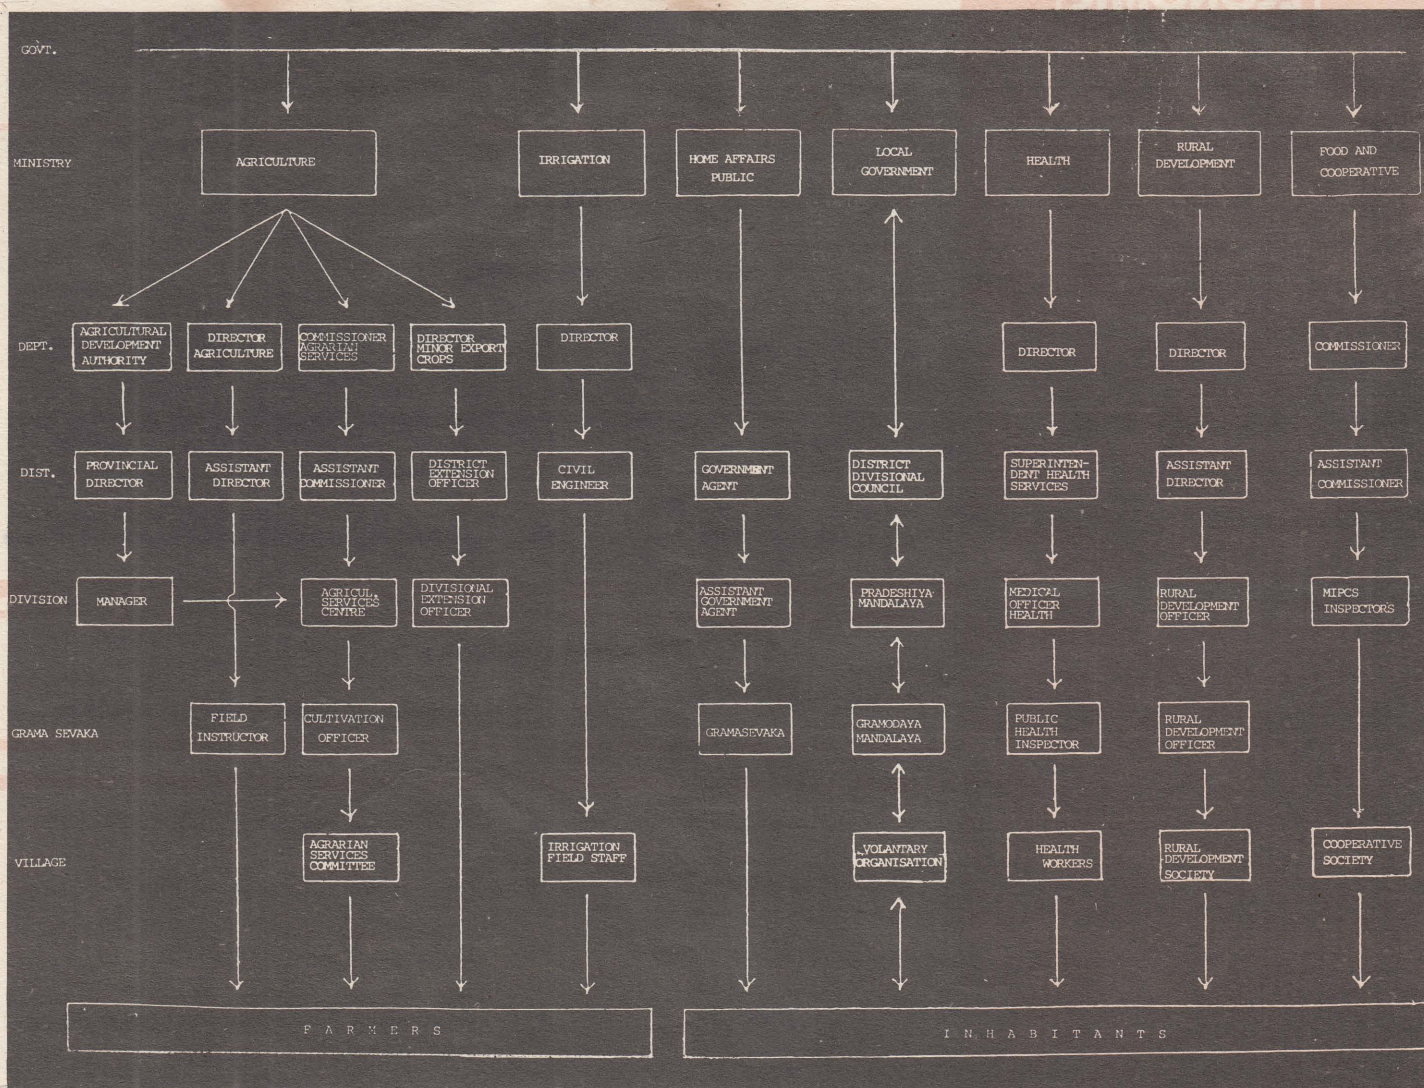 GOVT.
MINISTRY
AGRICULTURE
IRRIGATION
HOME AFFAIRS
PUBLIC
LOCAL
GOVERNMENT
HEALTH
RURAL
DEVELOPMENT
FOOD AND
COOPERATIVE
DEPT.
AGRICULTURAL
DEVELOPMENT
AUTHORITY
DIRECTOR
AGRICULTURE
COMMISSIONER
AGRARIAN
SERVICES
DIRECTOR
MINOR EXPORT
CROPS
DIRECTOR
DIRECTOR
DIRECTOR
COMMISSIONER
DIST.
PROVINCIAL
DIRECTOR
ASSISTANT
DIRECTOR
ASSISTANT
COMMISSIONER
DISTRICT
EXTENSION
OFFICER
CIVIL
ENGINEER
GOVERNMENT
AGENT
DISTRICT
DIVISIONAL
COUNCIL
SUPERINTEN-
DENT HEALTH
SERVICES
ASSISTANT
DIRECTOR
ASSISTANT
COMMISSIONER
DIVISION
MANAGER
AGRICUL.
SERVICES
CENTRE
DIVISIONAL
EXTENSION
OFFICER
ASSISTANT
GOVERNMENT
AGENT
PRADESHIYA
MANDALAYA
MEDICAL
OFFICER
HEALTH
RURAL
DEVELOPMENT
OFFICER
MIPCS
INSPECTORS
GRAMA SEVAKA
FIELD
INSTRUCTOR
CULTIVATION
OFFICER
GRAMASEVAKA
GRAMODAYA
MANDALAYA
PUBLIC
HEALTH
INSPECTOR
RURAL
DEVELOPMENT
OFFICER
VILLAGE
AGRARIAN
SERVICES
COMMITTEE
IRRIGATION
FIELD STAFF
VOLANTARY
ORGANISATION
HEALTH
WORKERS
RURAL
DEVELOPMENT
SOCIETY
COOPERATIVE
SOCIETY
FARMERS
INHABITANTS